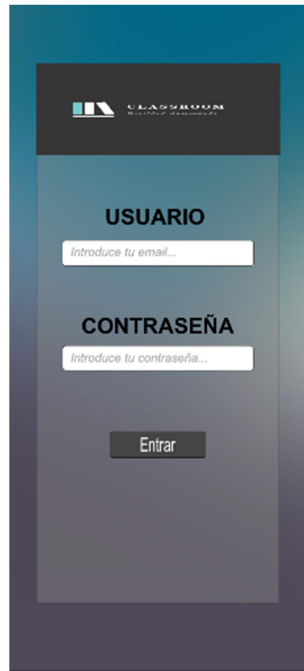 CLASSROOM
USUARIO
Introduce tu email...
CONTRASEÑA
Introduce tu contraseña...
Entrar